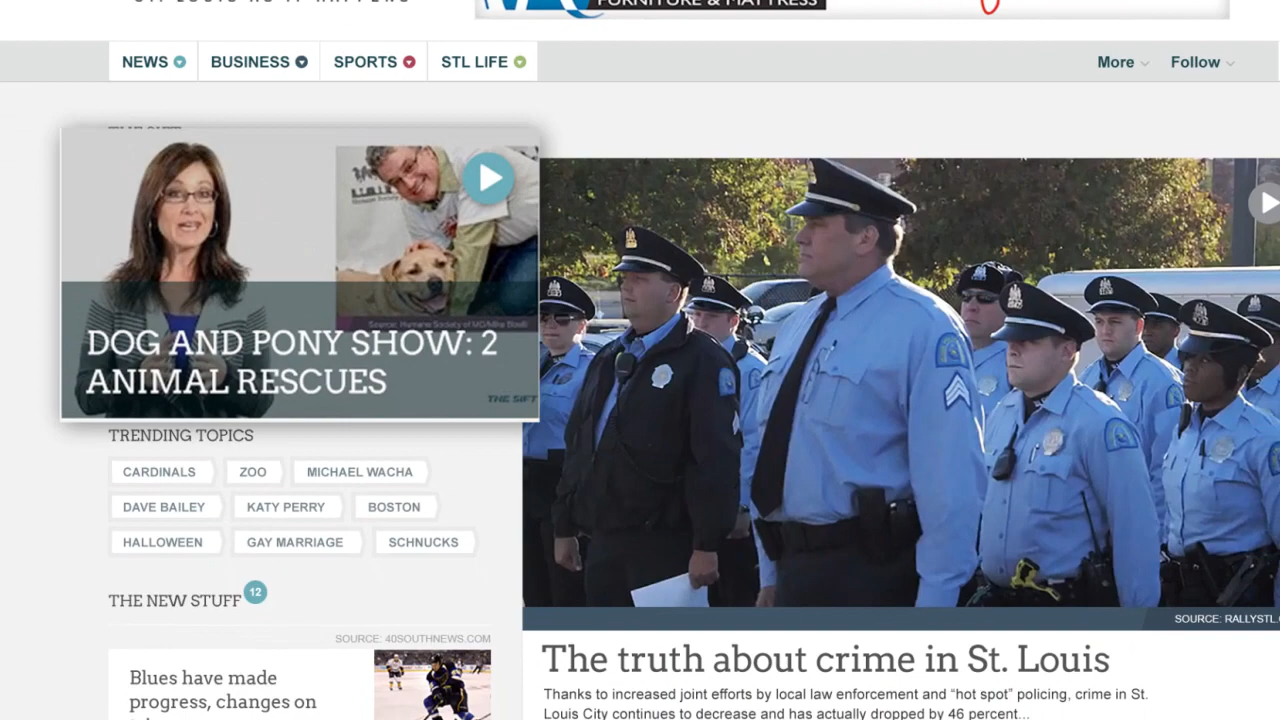 FURNITURE & MATTRESS
NEWS
BUSINESS
SPORTS
STL LIFE
More
Follow
DOG AND PONY SHOW: 2
ANIMAL RESCUES
THE SIFT
TRENDING TOPICS
CARDINALS
ZOO
MICHAEL WACHA
DAVE BAILEY
KATY PERRY
BOSTON
HALLOWEEN
GAY MARRIAGE
SCHNUCKS
THE NEW STUFF
12
SOURCE: 40SOUTHNEWS.COM
Blues have made
progress, changes on
SOURCE: RALLYSTL.
The truth about crime in St. Louis
Thanks to increased joint efforts by local law enforcement and “hot spot” policing, crime in St.
Louis City continues to decrease and has actually dropped by 46 percent...